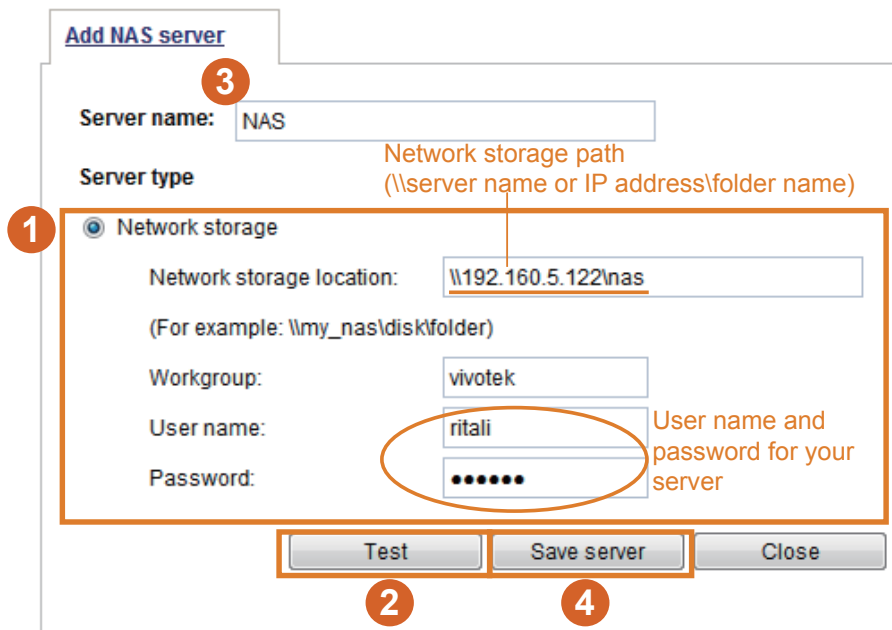 Add NAS server
3
Server name: NAS
Network storage path
(\\server name or IP address\folder name)
Server type
1
Network storage
Network storage location: \\192.160.5.122\nas
(For example: \\my_nas\disk\folder)
Workgroup: vivotek
User name: ritali
Password: ●●●●●●
User name and
password for your
server
Test Save server Close
2 4